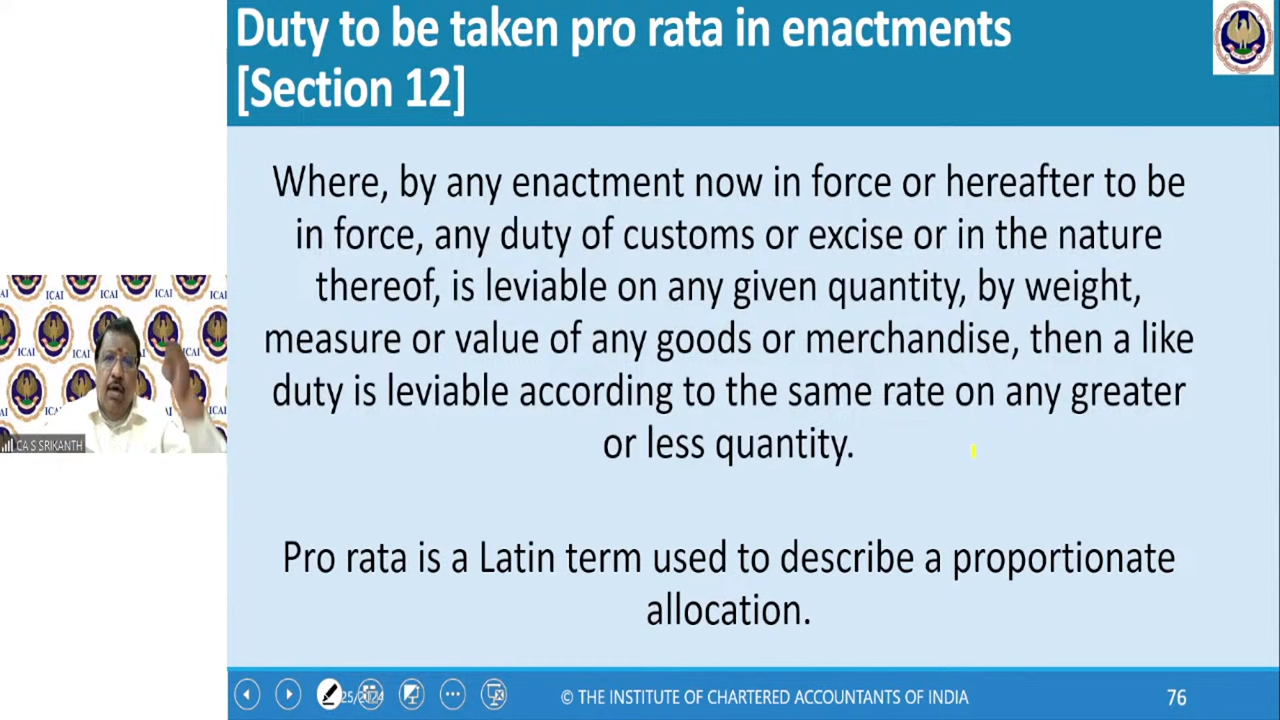 Duty to be taken pro rata in enactments
[Section 12]
Where, by any enactment now in force or hereafter to be
in force, any duty of customs or excise or in the nature
thereof, is leviable on any given quantity, by weight,
measure or value of any goods or merchandise, then a like
duty is leviable according to the same rate on any greater
or less quantity.
Pro rata is a Latin term used to describe a proportionate
allocation.
ICAI
ICAI
ICAI
ICAI
CA S SRIKANTH
© THE INSTITUTE OF CHARTERED ACCOUNTANTS OF INDIA
76